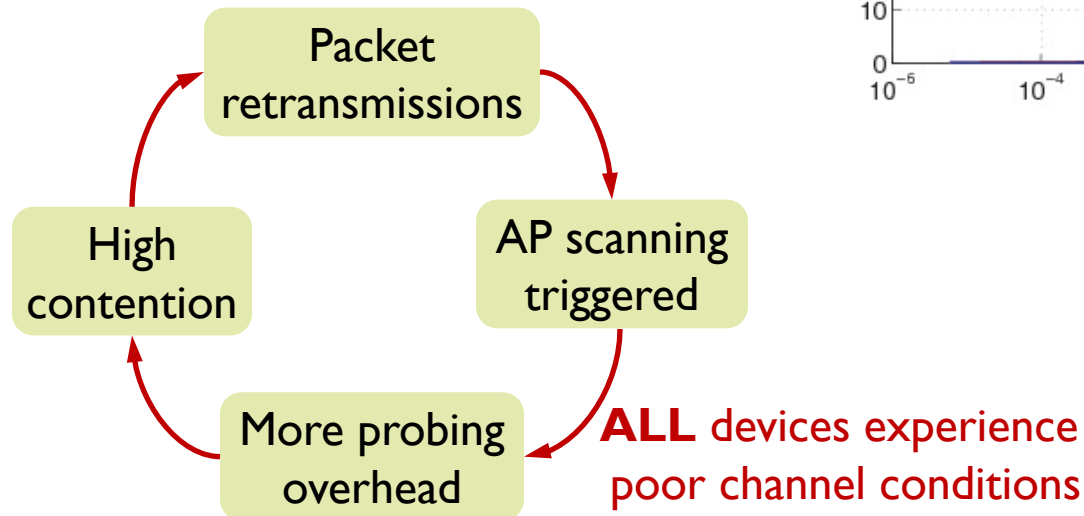 10
0
10⁻⁶
10⁻⁴
Packet
retransmissions
AP scanning
triggered
High
contention
More probing
overhead
ALL devices experience
poor channel conditions